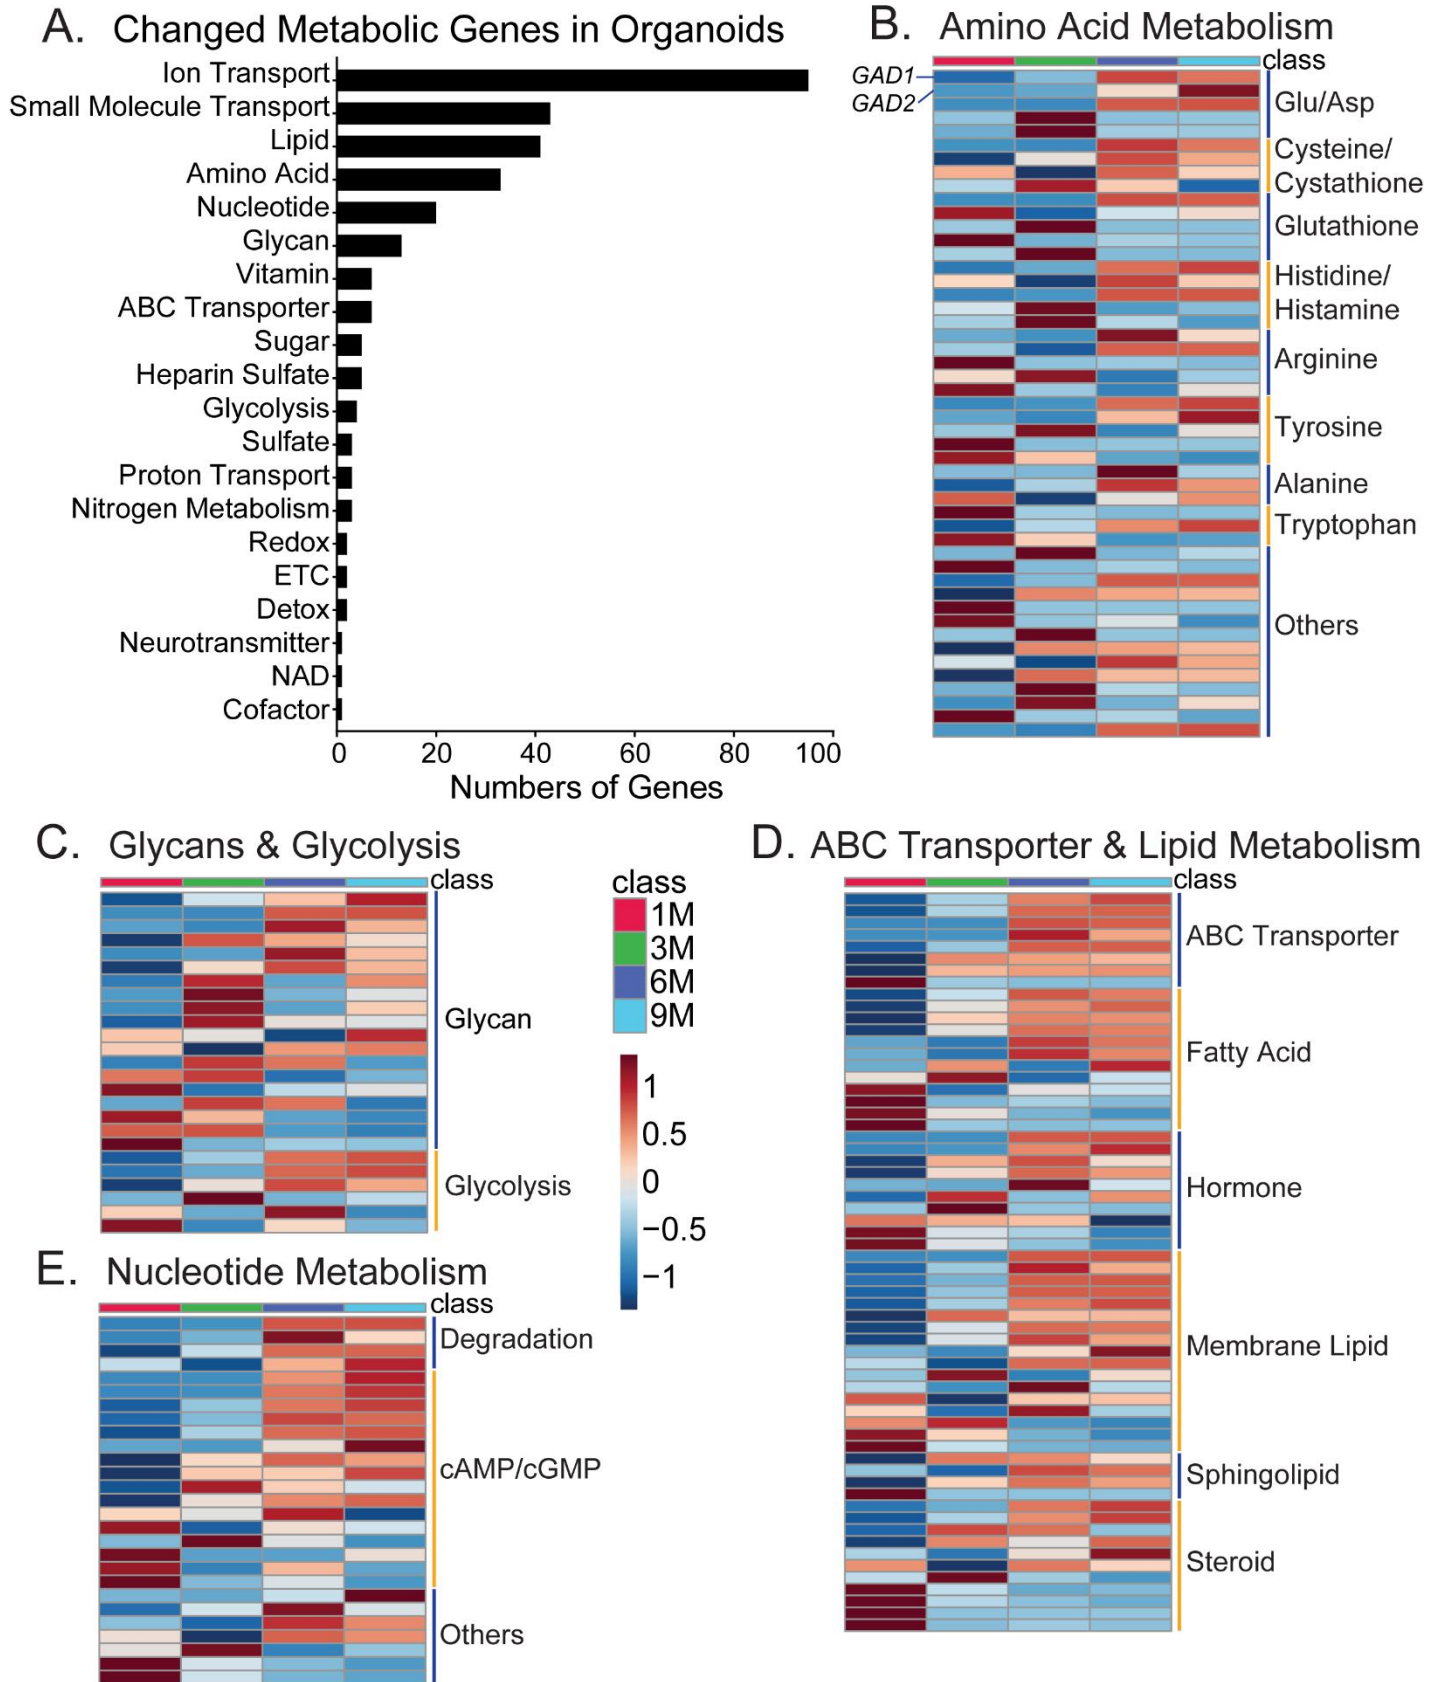 A. Changed Metabolic Genes in Organoids
Ion Transport
Small Molecule Transport
Lipid
Amino Acid
Nucleotide
Glycan
Vitamin
ABC Transporter
Sugar
Heparin Sulfate
Glycolysis
Sulfate
Proton Transport
Nitrogen Metabolism
Redox
ETC
Detox
Neurotransmitter
NAD
Cofactor
0 20 40 60 80 100
Numbers of Genes
B. Amino Acid Metabolism
class
GAD1
GAD2
Glu/Asp
Cysteine/
Cystathione
Glutathione
Histidine/
Histamine
Arginine
Tyrosine
Alanine
Tryptophan
Others
C. Glycans & Glycolysis
class
Glycan
Glycolysis
class
1M
3M
6M
9M
1
0.5
0
−0.5
−1
D. ABC Transporter & Lipid Metabolism
class
ABC Transporter
Fatty Acid
Hormone
Membrane Lipid
Sphingolipid
Steroid
E. Nucleotide Metabolism
class
Degradation
cAMP/cGMP
Others